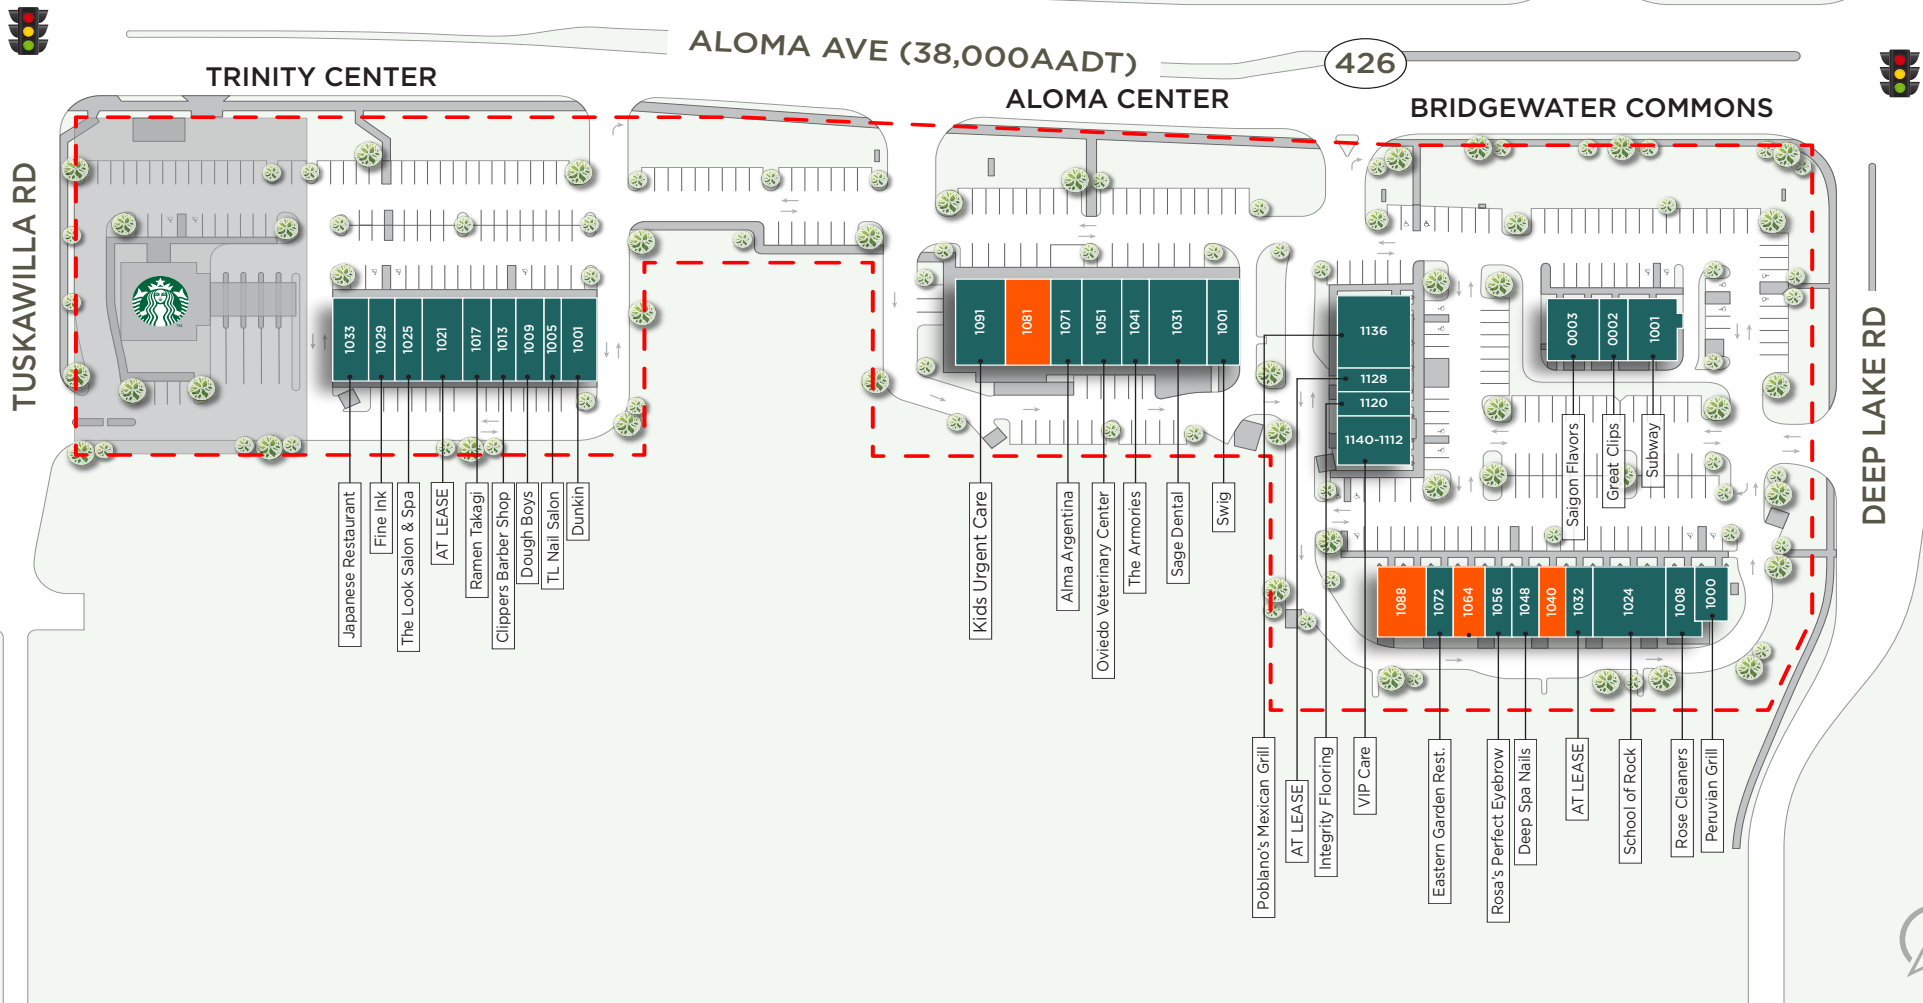 ALOMA AVE (38,000AADT)
426
TRINITY CENTER
ALOMA CENTER
BRIDGEWATER COMMONS
TUSKAWILLA RD
DEEP LAKE RD
1033
1029
1025
1021
1017
1013
1009
1005
1001
Japanese Restaurant
Fine Ink
The Look Salon & Spa
AT LEASE
Ramen Takagi
Clippers Barber Shop
Dough Boys
TL Nail Salon
Dunkin
1091
1081
1071
1051
1041
1031
1001
Kids Urgent Care
Alma Argentina
Oviedo Veterinary Center
The Armories
Sage Dental
Swig
1136
1128
1120
1140-1112
Poblano's Mexican Grill
AT LEASE
Integrity Flooring
VIP Care
0003
0002
1001
Saigon Flavors
Great Clips
Subway
1088
1072
1064
1056
1048
1040
1032
1024
1008
1000
Eastern Garden Rest.
Rosa's Perfect Eyebrow
Deep Spa Nails
AT LEASE
School of Rock
Rose Cleaners
Peruvian Grill